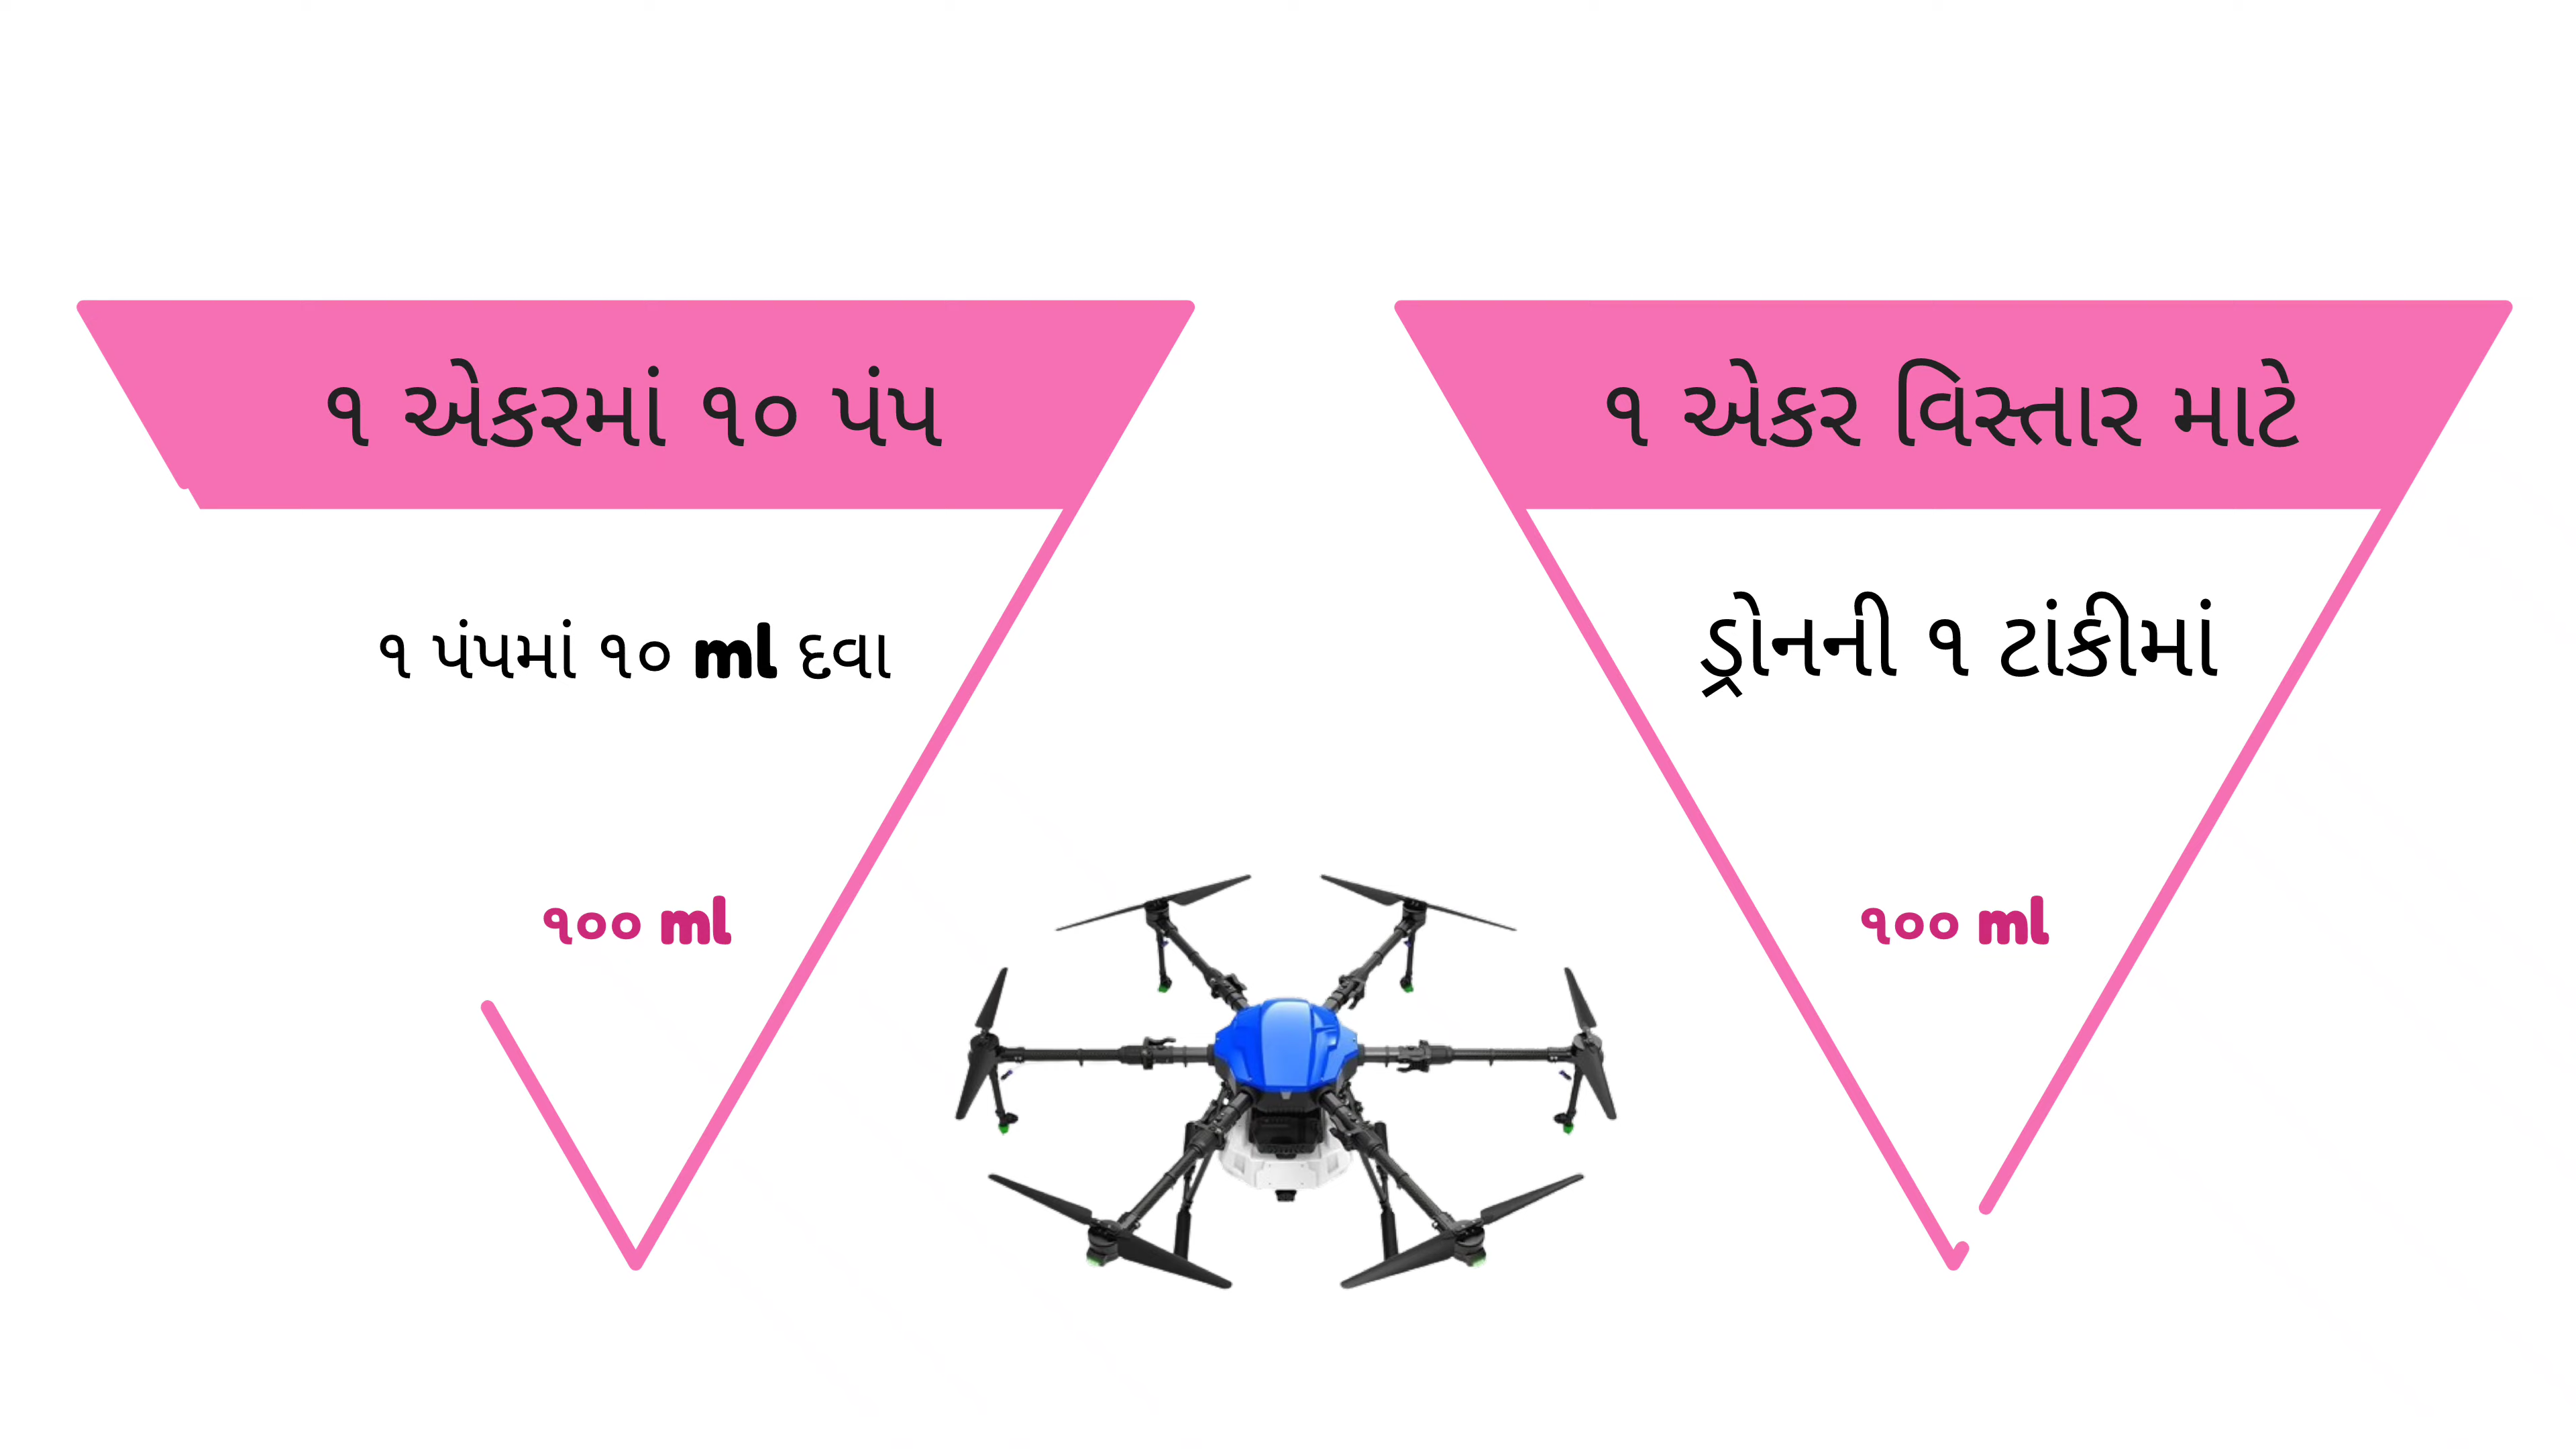 ૧ એકરમાં ૧૦ પંપ
૧ પંપમાં ૧૦ ml દવા
૧૦૦ ml
૧ એકર વિસ્તાર માટે
ડ્રોનની ૧ ટાંકીમાં
૧૦૦ ml